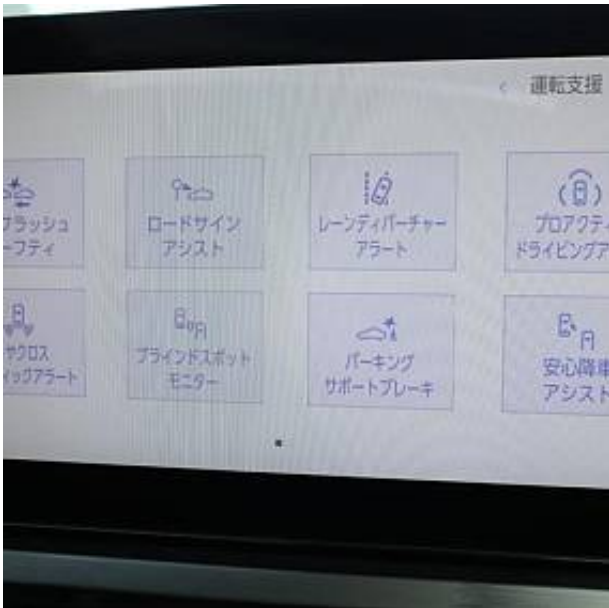 < 運転支援
フラッシュ
フティ
ロードサイン
アシスト
レーンディパーチャー
アラート
プロアクティ
ドライビングア
クロス
ィックアラート
ブラインドスポット
モニター
パーキング
サポートブレーキ
安心降車
アシスト